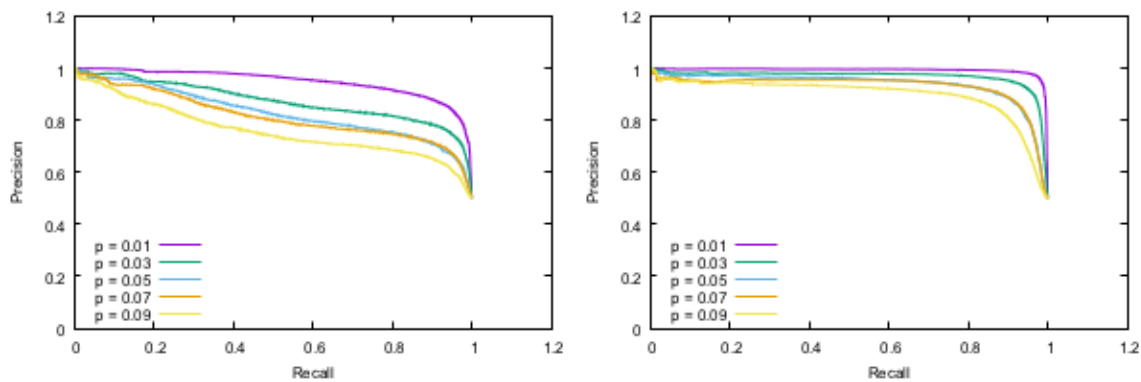 1.2
1
0.8
0.6
0.4
0.2
0
Precision
p = 0.01
p = 0.03
p = 0.05
p = 0.07
p = 0.09
0 0.2 0.4 0.6 0.8 1 1.2
Recall
1.2
1
0.8
0.6
0.4
0.2
0
Precision
p = 0.01
p = 0.03
p = 0.05
p = 0.07
p = 0.09
0 0.2 0.4 0.6 0.8 1 1.2
Recall